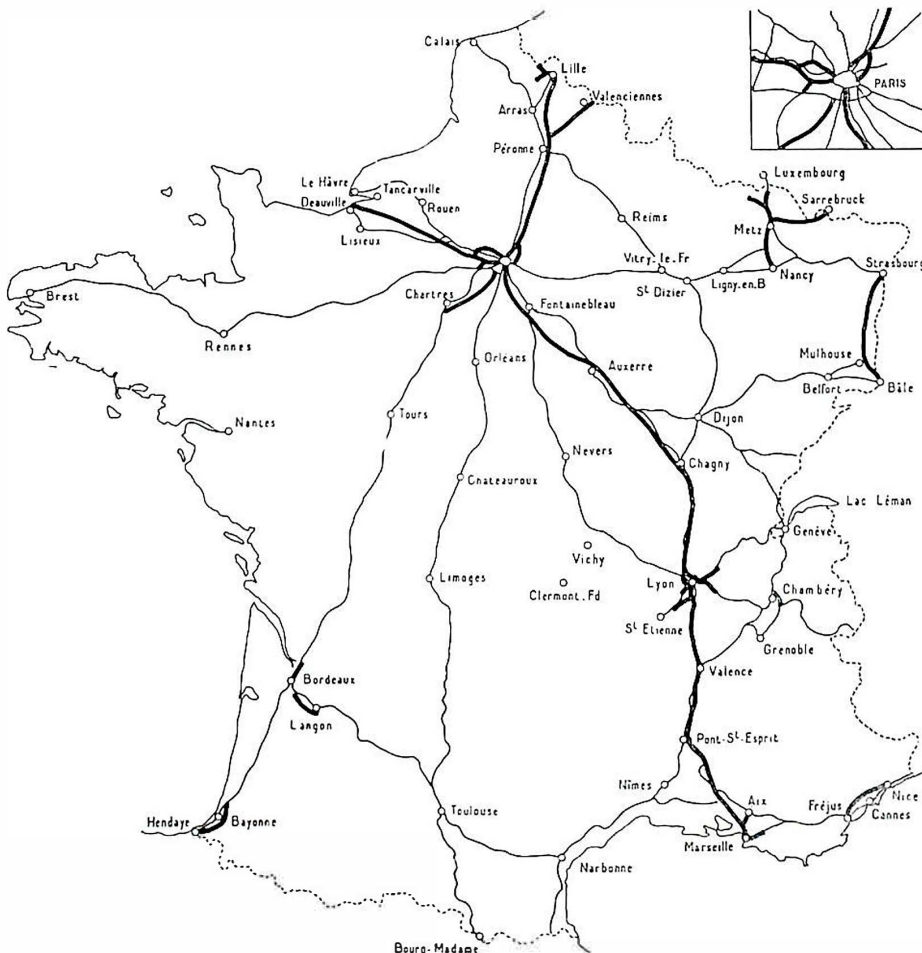 Calais
Lille
Valenciennes
PARIS
Arras
Péronne
Luxembourg
Le Hâvre
Tancarville
Sarrebruck
Deauville
Rouen
Reims
Metz
Lisieux
Vitry-le-Fr
Strasbourg
Brest
Chartres
Fontainebleau
St Dizier
Ligny-en-B
Nancy
Rennes
Orléans
Auxerre
Mulhouse
Belfort
Bâle
Nantes
Tours
Dijon
Nevers
Chagny
Chateauroux
Lac Léman
Genève
Vichy
Limoges
Clermont-Fd
Lyon
Chambéry
St Etienne
Grenoble
Valence
Bordeaux
Langon
Pont-St-Esprit
Nîmes
Aix
Fréjus
Nice
Hendaye
Bayonne
Toulouse
Cannes
Marseille
Narbonne
Bourg-Madame